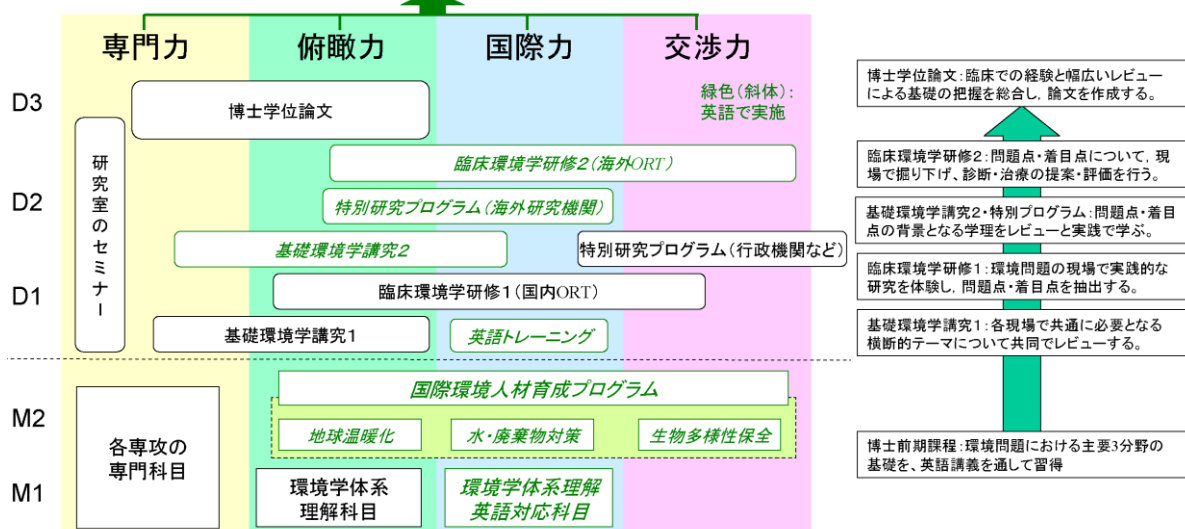 専門力
俯瞰力
国際力
交渉力
D3
博士学位論文
緑色(斜体):
英語で実施
研究室のセミナー
臨床環境学研修2(海外ORT)
D2
特別研究プログラム(海外研究機関)
基礎環境学講究2
特別研究プログラム(行政機関など)
D1
臨床環境学研修1(国内ORT)
基礎環境学講究1
英語トレーニング
国際環境人材育成プログラム
M2
地球温暖化
水・廃棄物対策
生物多様性保全
各専攻の
専門科目
M1
環境学体系
理解科目
環境学体系理解
英語対応科目
博士学位論文:臨床での経験と幅広いレビュー
による基礎の把握を総合し,論文を作成する。
臨床環境学研修2:問題点・着目点について,現
場で掘り下げ、診断・治療の提案・評価を行う。
基礎環境学講究2・特別プログラム:問題点・着目
点の背景となる学理をレビューと実践で学ぶ。
臨床環境学研修1:環境問題の現場で実践的な
研究を体験し,問題点・着目点を抽出する。
基礎環境学講究1:各現場で共通に必要となる
横断的テーマについて共同でレビューする。
博士前期課程:環境問題における主要3分野の
基礎を、英語講義を通して習得